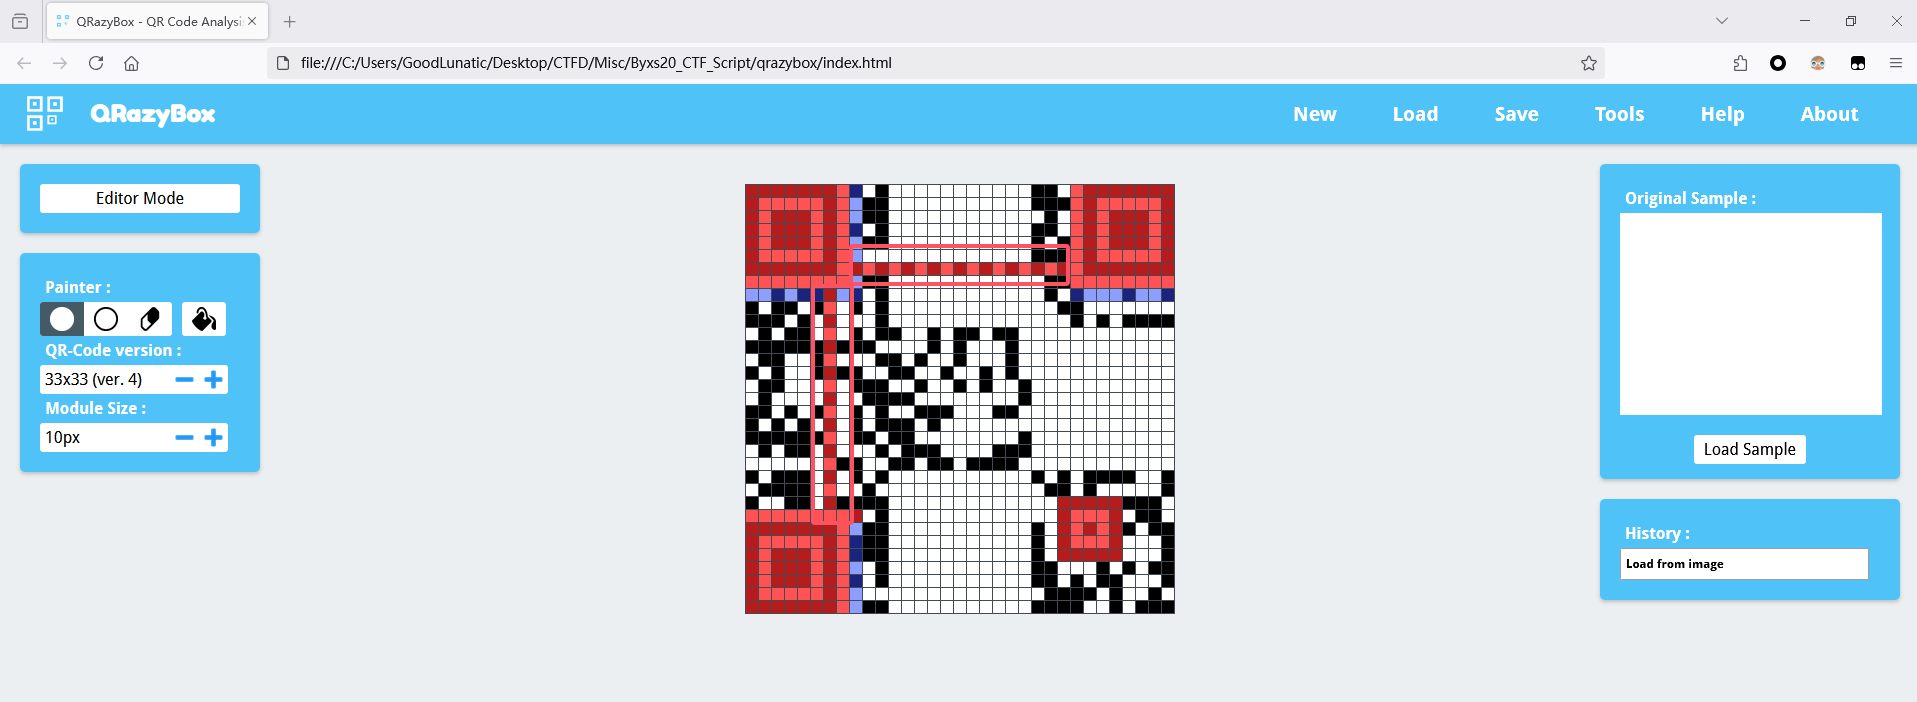 QRazyBox - QR Code Analysi
file:///C:/Users/GoodLunatic/Desktop/CTFD/Misc/Byxs20_CTF_Script/qrazybox/index.html
QRazyBox
New
Load
Save
Tools
Help
About
Editor Mode
Painter :
QR-Code version :
33x33 (ver. 4)
Module Size :
10px
Original Sample :
Load Sample
History :
Load from image